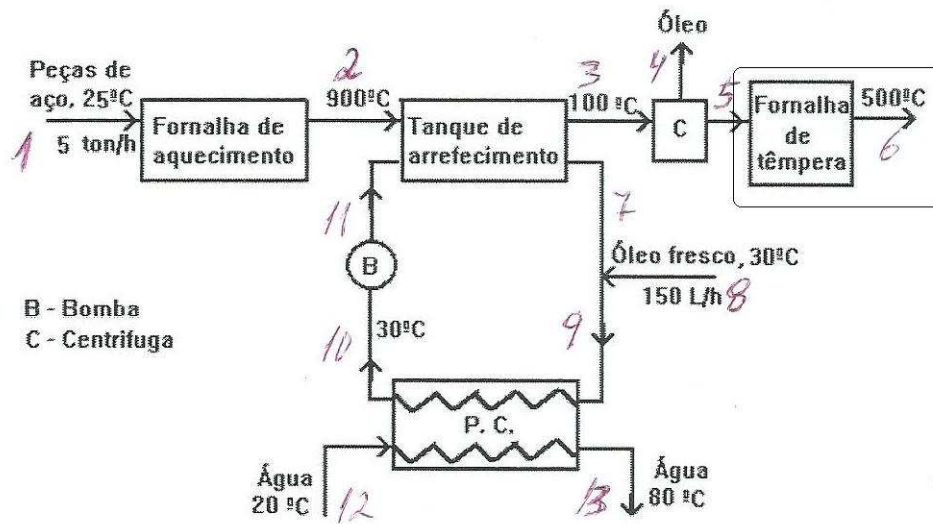 Óleo
Peças de
aço, 25ºC
1
5 ton/h
Fornalha de
aquecimento
2
900ºC
Tanque de
arrefecimento
3
100 ºC
4
C
5
Fornalha
de
têmpera
500ºC
6
11
7
B
Óleo fresco, 30ºC
150 L/h
8
B - Bomba
C - Centrifuga
10
30ºC
9
P. C.
Água
20 ºC
12
13
Água
80 ºC